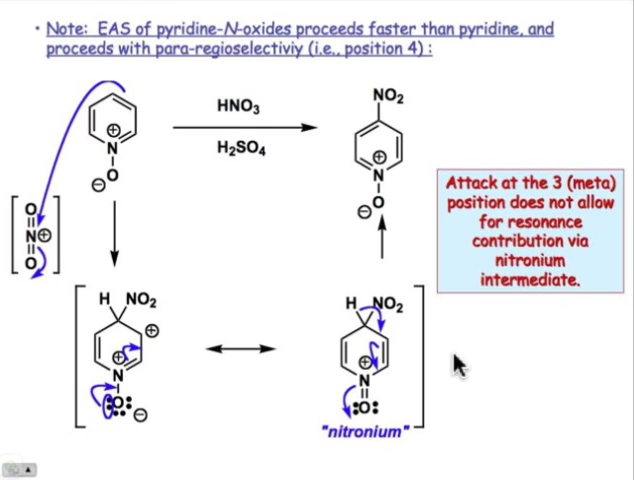 · Note: EAS of pyridine-N-oxides proceeds faster than pyridine, and
proceeds with para-regioselectiviy (i.e., position 4) :
HNO₃
H₂SO₄
⊕
N
O
⊖
NO₂
⊕
N
O
⊖
O
N⊕
O
Attack at the 3 (meta)
position does not allow
for resonance
contribution via
nitronium
intermediate.
H NO₂
⊕
⊕
N
:O:
⊖
H NO₂
⊕
N
:O:
"nitronium"